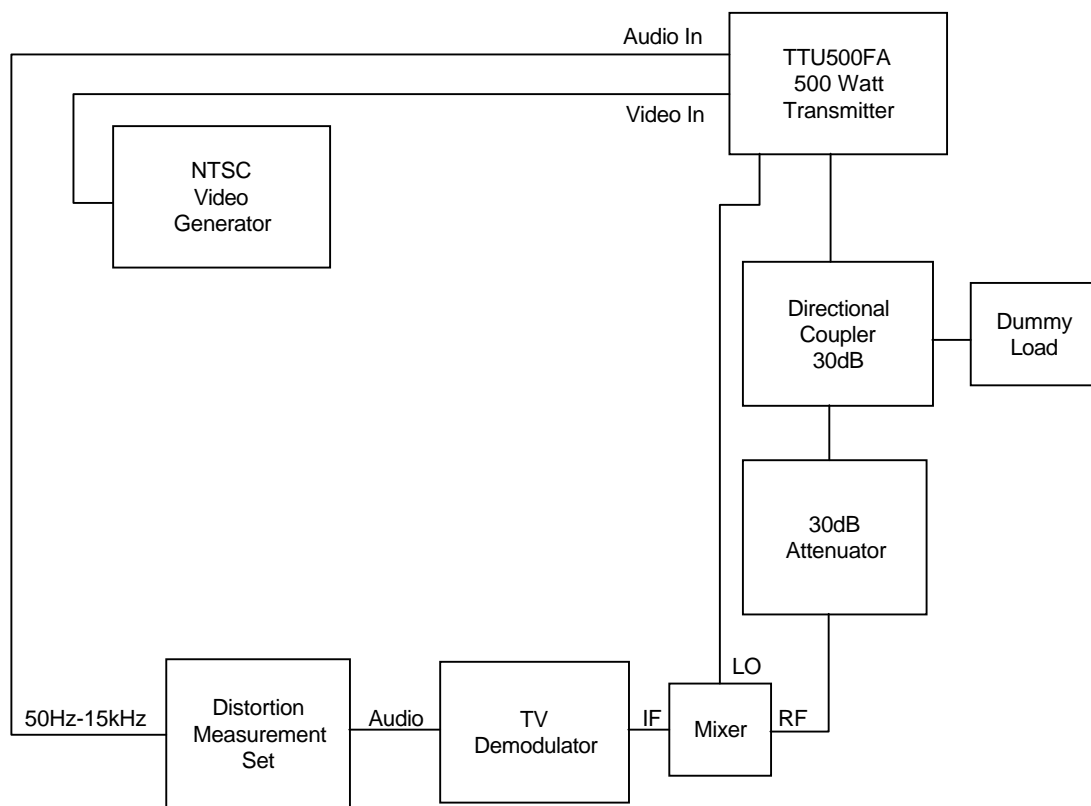 Audio In
TTU500FA
500 Watt
Transmitter
Video In
NTSC
Video
Generator
Directional
Coupler
30dB
Dummy
Load
30dB
Attenuator
LO
50Hz-15kHz
Distortion
Measurement
Set
Audio
TV
Demodulator
IF
Mixer
RF